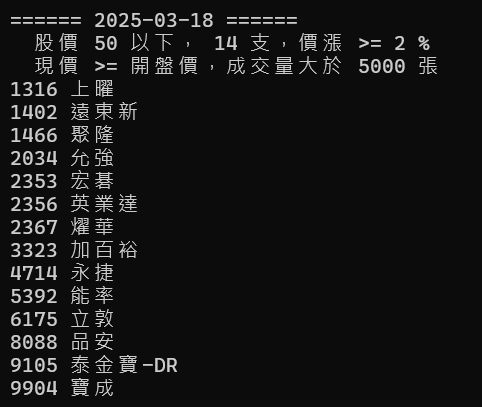 ====== 2025-03-18 ======
股價 50 以下， 14 支，價漲 >= 2 %
現價 >= 開盤價，成交量大於 5000 張
1316 上曜
1402 遠東新
1466 聚隆
2034 允強
2353 宏碁
2356 英業達
2367 燿華
3323 加百裕
4714 永捷
5392 能率
6175 立敦
8088 品安
9105 泰金寶-DR
9904 寶成